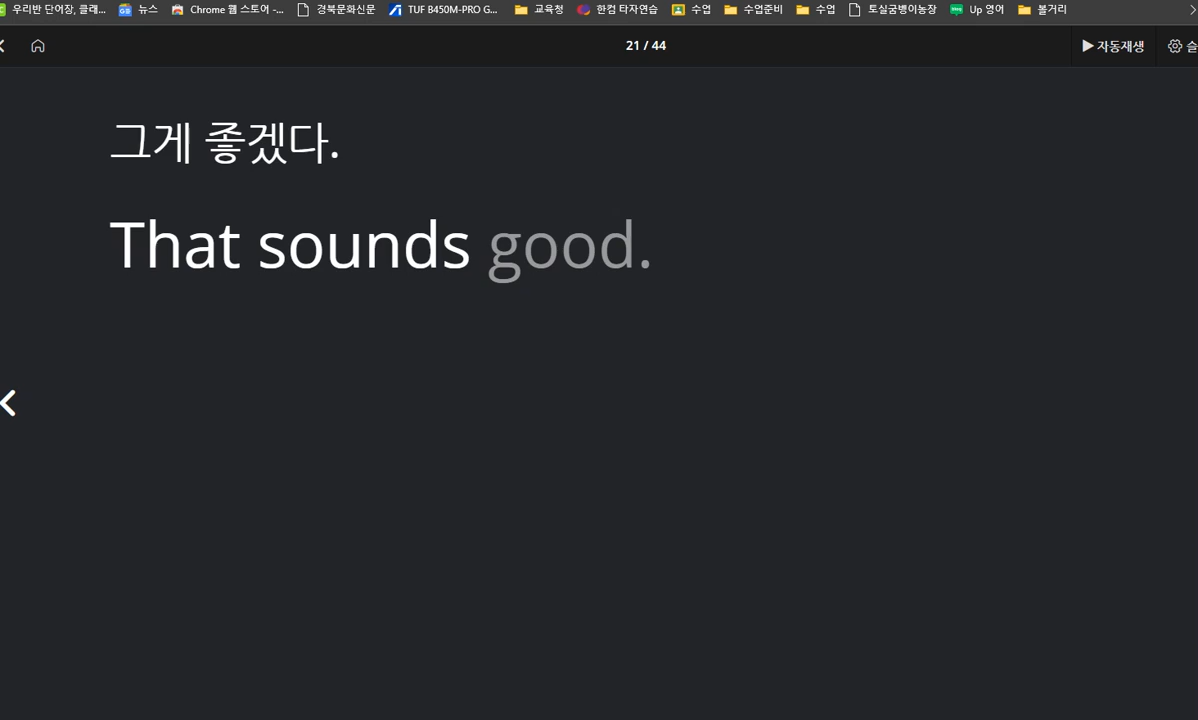 우리반 단어장, 클래... 뉴스 Chrome 웹 스토어 -... 경북문화신문 TUF B450M-PRO G... 교육청 한컴 타자연습 수업 수업준비 수업 토실굼벵이농장 Up 영어 볼거리
21 / 44 자동재생 슬
그게 좋겠다.
That sounds good.